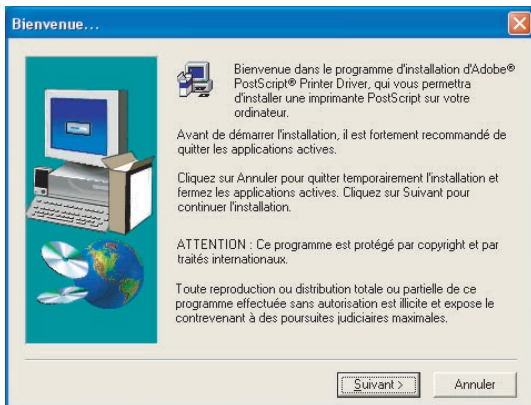 Bienvenue...
Bienvenue dans le programme d'installation d'Adobe®
PostScript® Printer Driver, qui vous permettra
d'installer une imprimante PostScript sur votre
ordinateur.
Avant de démarrer l'installation, il est fortement recommandé de
quitter les applications actives.
Cliquez sur Annuler pour quitter temporairement l'installation et
fermez les applications actives. Cliquez sur Suivant pour
continuer l'installation.
ATTENTION : Ce programme est protégé par copyright et par
traités internationaux.
Toute reproduction ou distribution totale ou partielle de ce
programme effectuée sans autorisation est illicite et expose le
contrevenant à des poursuites judiciaires maximales.
Suivant > Annuler